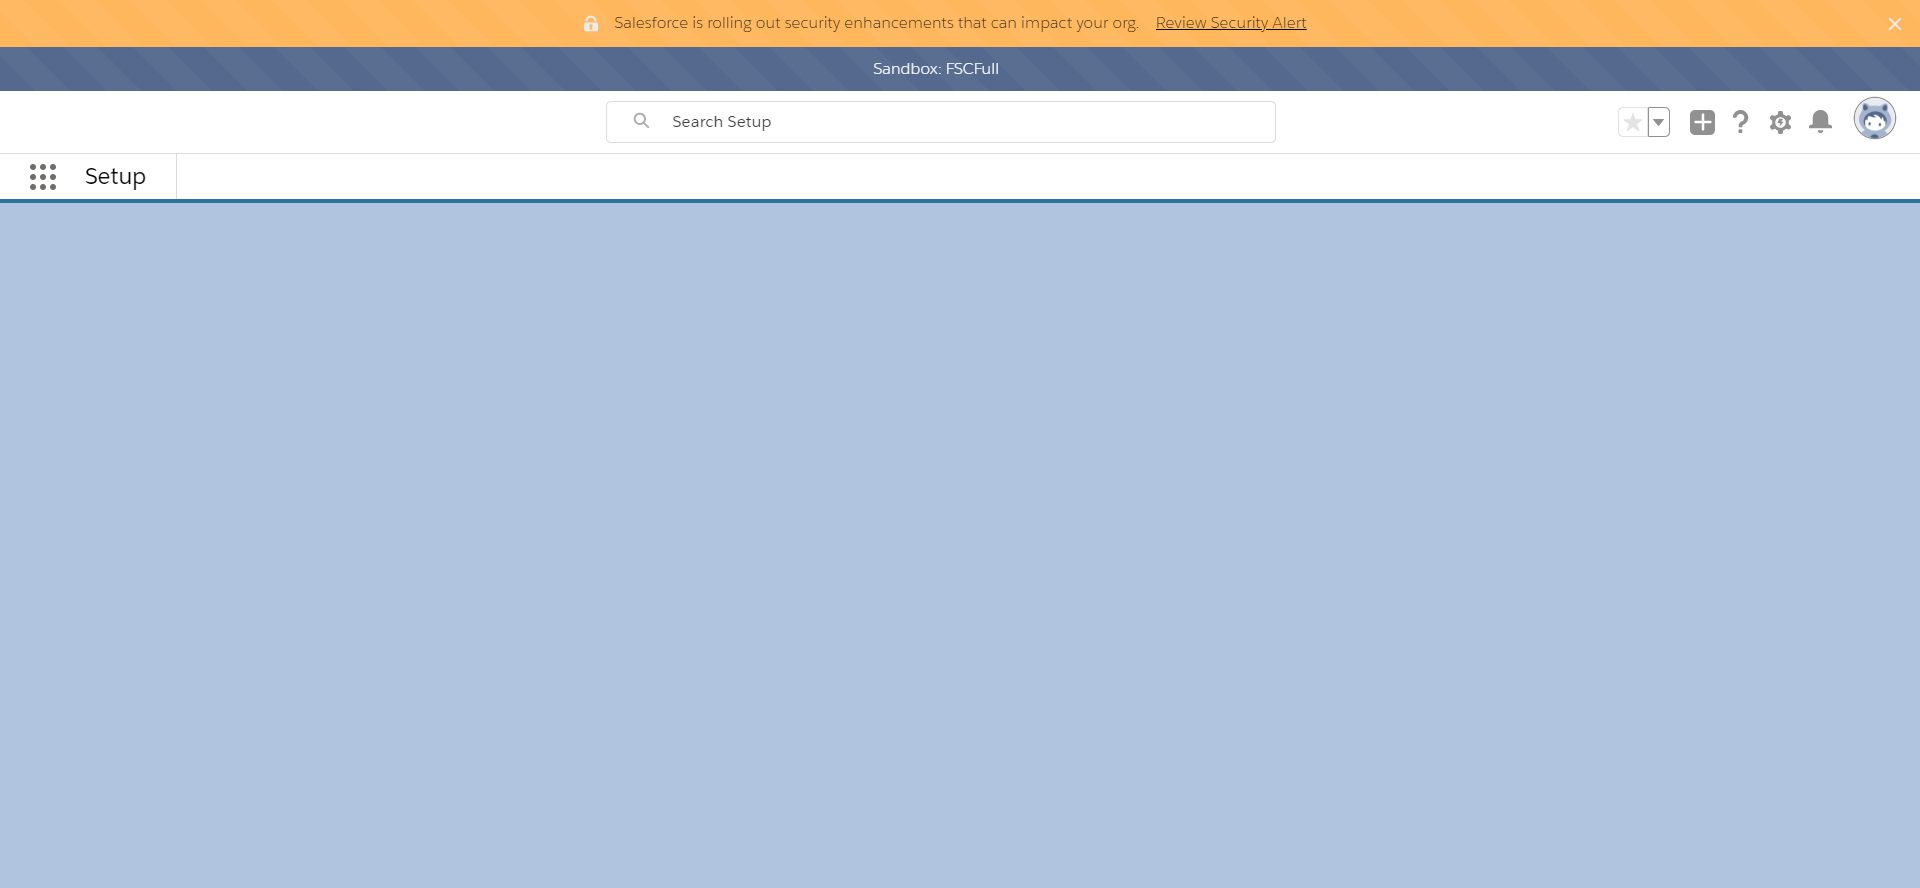 Salesforce is rolling out security enhancements that can impact your org. Review Security Alert
Sandbox: FSCFull
Search Setup
Setup